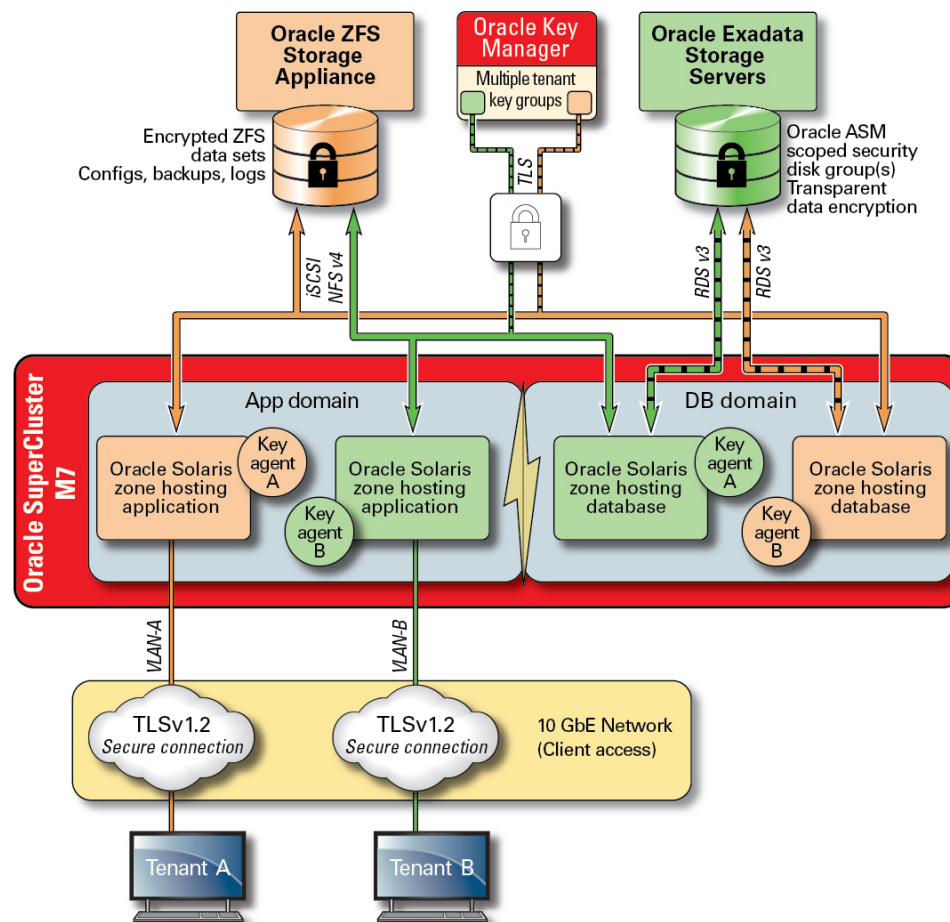 Oracle ZFS
Storage
Appliance
Oracle Key
Manager
Multiple tenant
key groups
Oracle Exadata
Storage
Servers
Encrypted ZFS
data sets
Configs, backups, logs
Oracle ASM
scoped security
disk group(s)
Transparent
data encryption
TLS
iSCSI
NFS v4
RDS v3
RDS v3
Oracle SuperCluster
M7
App domain
DB domain
Oracle Solaris
zone hosting
application
Key
agent
A
Key
agent
B
Oracle Solaris
zone hosting
application
Oracle Solaris
zone hosting
database
Key
agent
A
Key
agent
B
Oracle Solaris
zone hosting
database
VLAN-A
VLAN-B
TLSv1.2
Secure connection
TLSv1.2
Secure connection
10 GbE Network
(Client access)
Tenant A
Tenant B